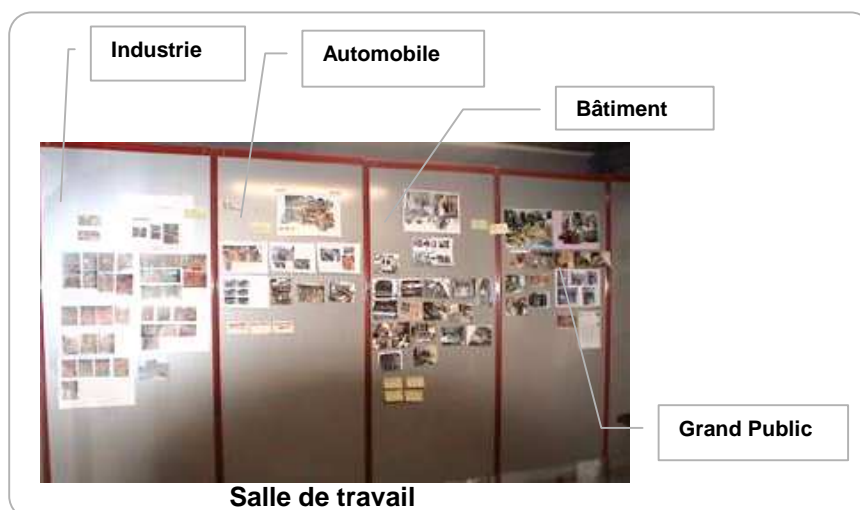 Industrie
Automobile
Bâtiment
Grand Public
Salle de travail